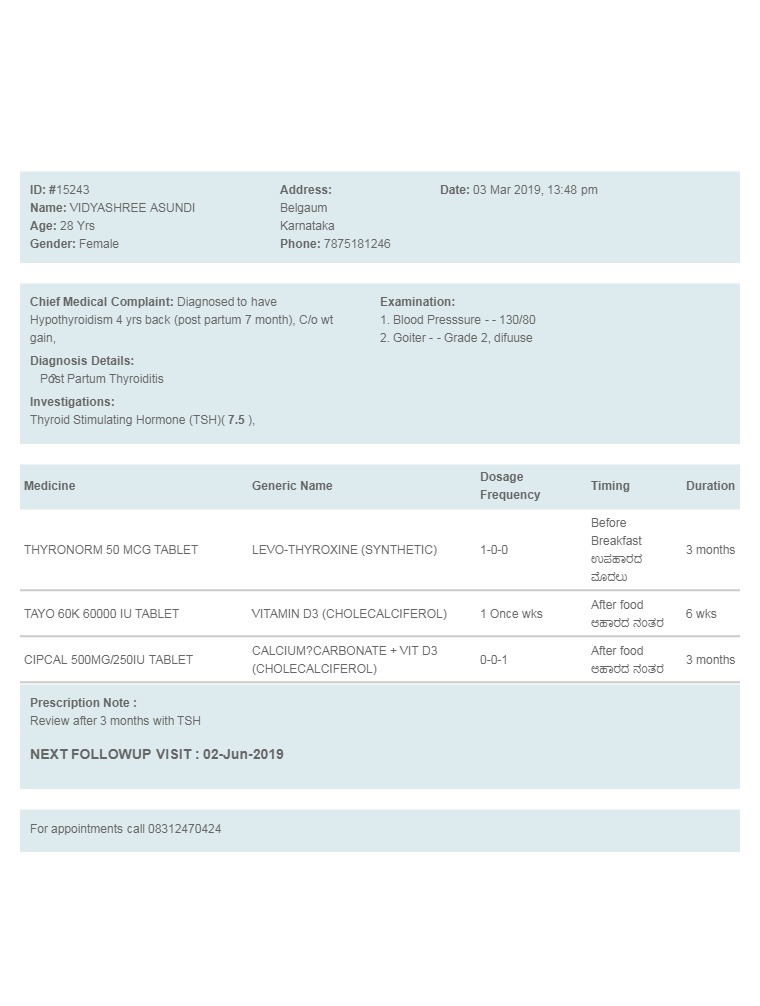 ID: #15243
Name: VIDYASHREE ASUNDI
Age: 28 Yrs
Gender: Female
Address:
Belgaum
Karnataka
Phone: 7875181246
Date: 03 Mar 2019, 13:48 pm
Chief Medical Complaint: Diagnosed to have
Hypothyroidism 4 yrs back (post partum 7 month), C/o wt
gain,
Diagnosis Details:
Post Partum Thyroiditis
Investigations:
Thyroid Stimulating Hormone (TSH)( 7.5 ),
Examination:
1. Blood Presssure - - 130/80
2. Goiter - - Grade 2, difuuse
Medicine Generic Name Dosage Frequency Timing Duration
THYRONORM 50 MCG TABLET LEVO-THYROXINE (SYNTHETIC) 1-0-0 Before Breakfast ಉಪಹಾರದ ಮೊದಲು 3 months
TAYO 60K 60000 IU TABLET VITAMIN D3 (CHOLECALCIFEROL) 1 Once wks After food ಆಹಾರದ ನಂತರ 6 wks
CIPCAL 500MG/250IU TABLET CALCIUM?CARBONATE + VIT D3 (CHOLECALCIFEROL) 0-0-1 After food ಆಹಾರದ ನಂತರ 3 months
Prescription Note :
Review after 3 months with TSH
NEXT FOLLOWUP VISIT : 02-Jun-2019
For appointments call 08312470424